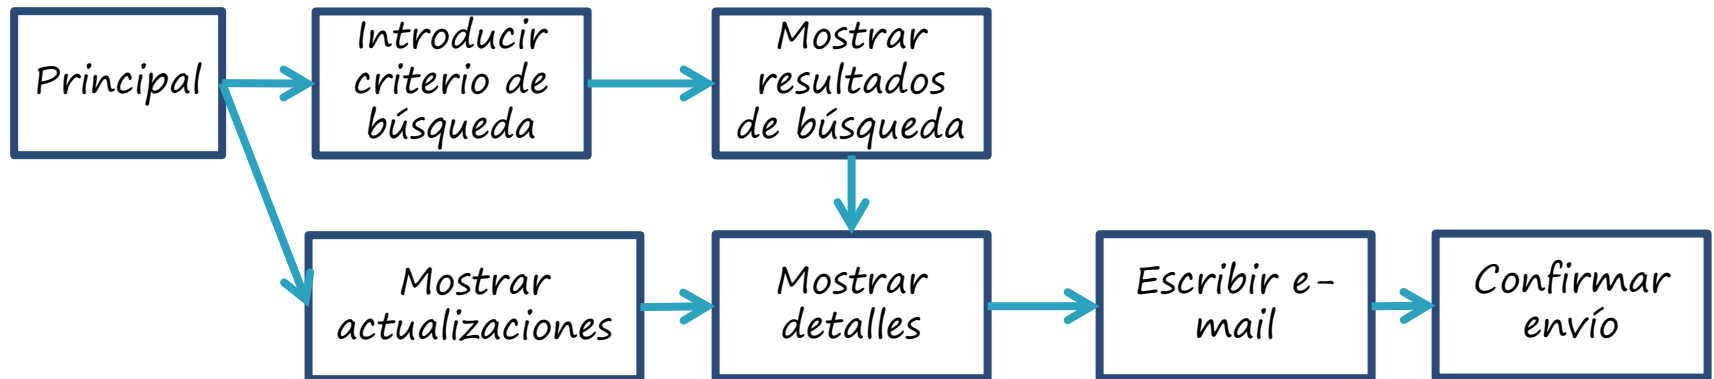 Principal
Introducir
criterio de
búsqueda
Mostrar
resultados
de búsqueda
Mostrar
actualizaciones
Mostrar
detalles
Escribir e-
mail
Confirmar
envío